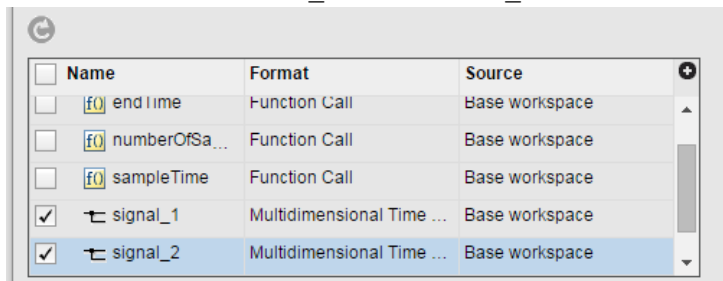 Name Format Source
f() endTime Function Call Base workspace
f() numberOfSa... Function Call Base workspace
f() sampleTime Function Call Base workspace
signal_1 Multidimensional Time ... Base workspace
signal_2 Multidimensional Time ... Base workspace